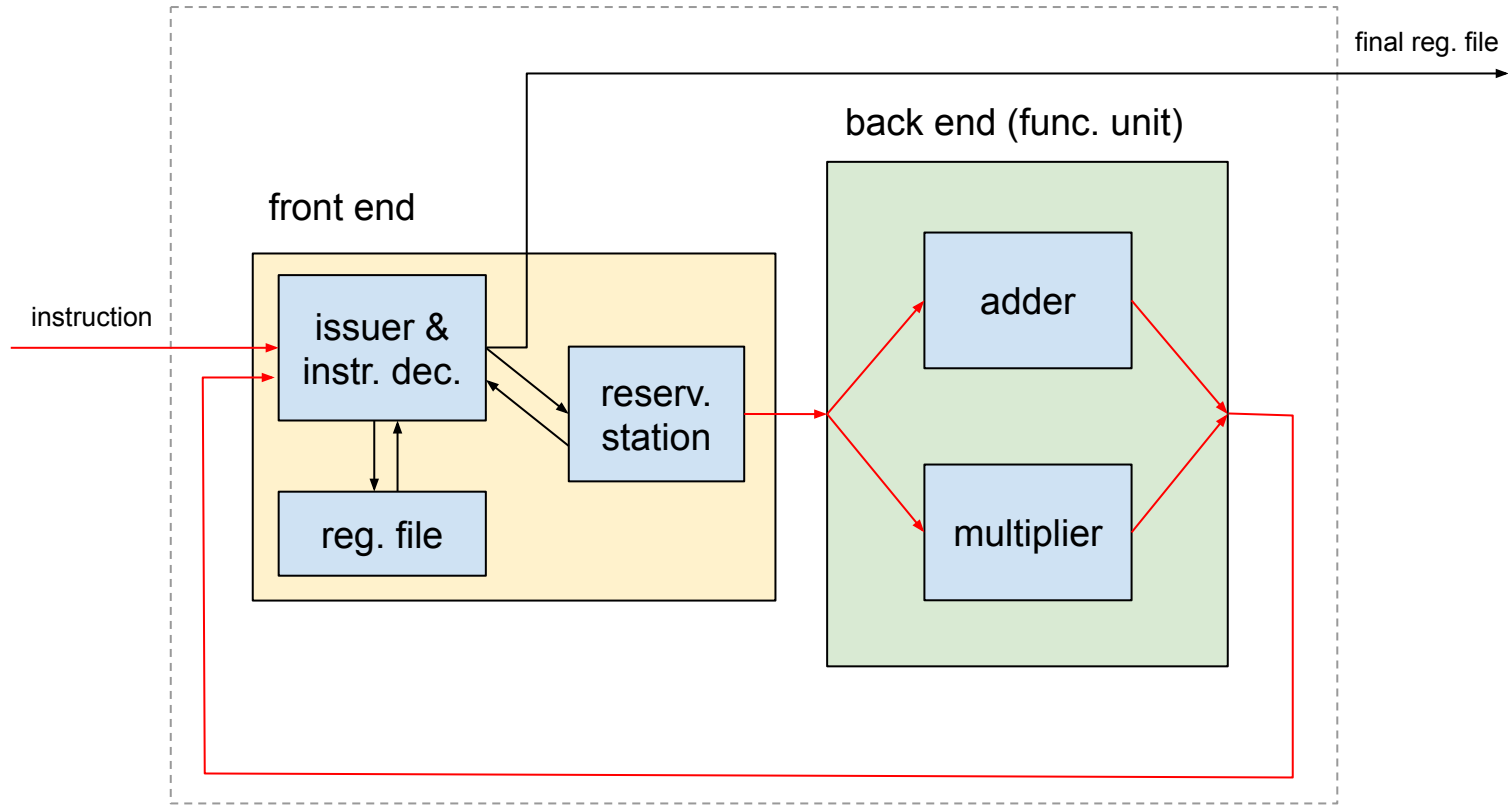 final reg. file
back end (func. unit)
front end
instruction
issuer &
instr. dec.
adder
reserv.
station
reg. file
multiplier